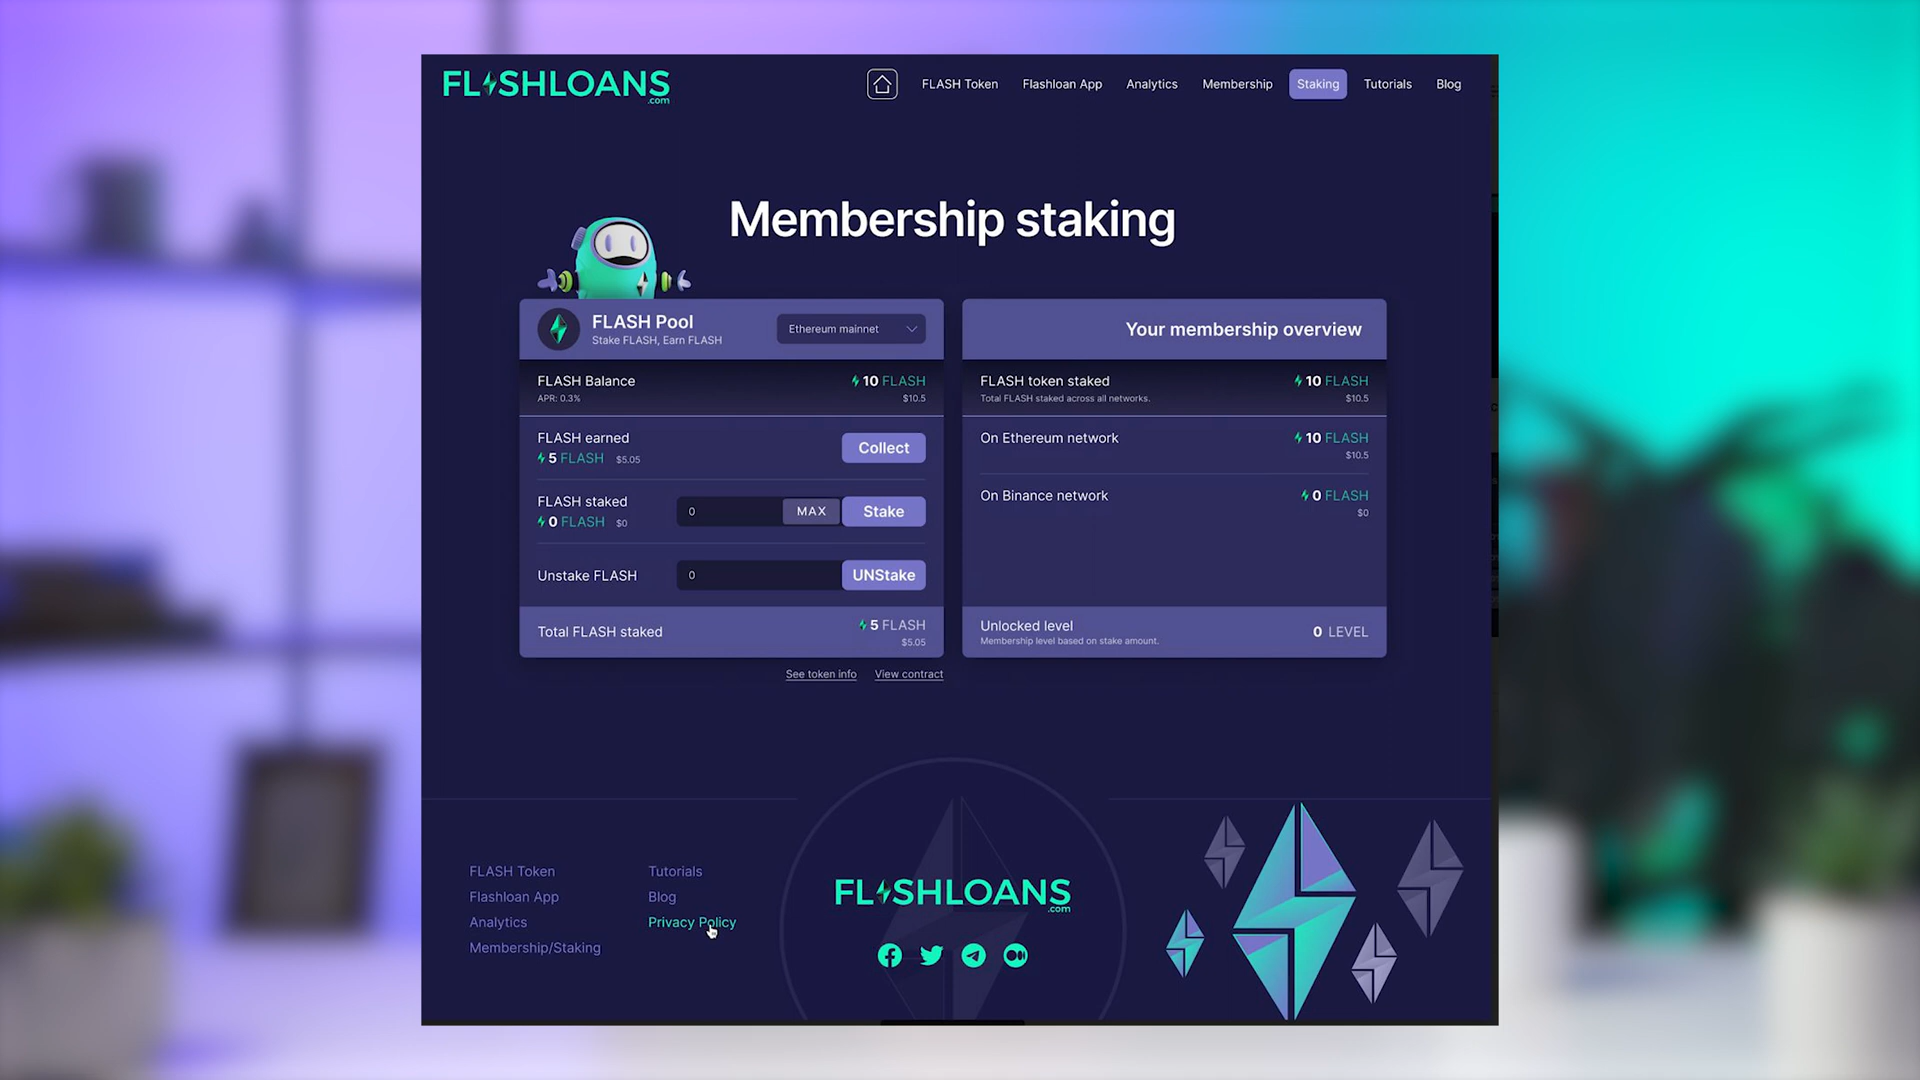 FLASHLOANS
.com
FLASH Token
Flashloan App
Analytics
Membership
Staking
Tutorials
Blog
Membership staking
FLASH Pool
Stake FLASH, Earn FLASH
Ethereum mainnet
FLASH Balance
10 FLASH
APR: 0.3%
$10.5
FLASH earned
5 FLASH $5.05
Collect
FLASH staked
0 FLASH $0
0
MAX
Stake
Unstake FLASH
0
UNStake
Total FLASH staked
5 FLASH
$5.05
See token info
View contract
Your membership overview
FLASH token staked
10 FLASH
Total FLASH staked across all networks.
$10.5
On Ethereum network
10 FLASH
$10.5
On Binance network
0 FLASH
$0
Unlocked level
Membership level based on stake amount.
0 LEVEL
FLASH Token
Flashloan App
Analytics
Membership/Staking
Tutorials
Blog
Privacy Policy
FLASHLOANS
.com